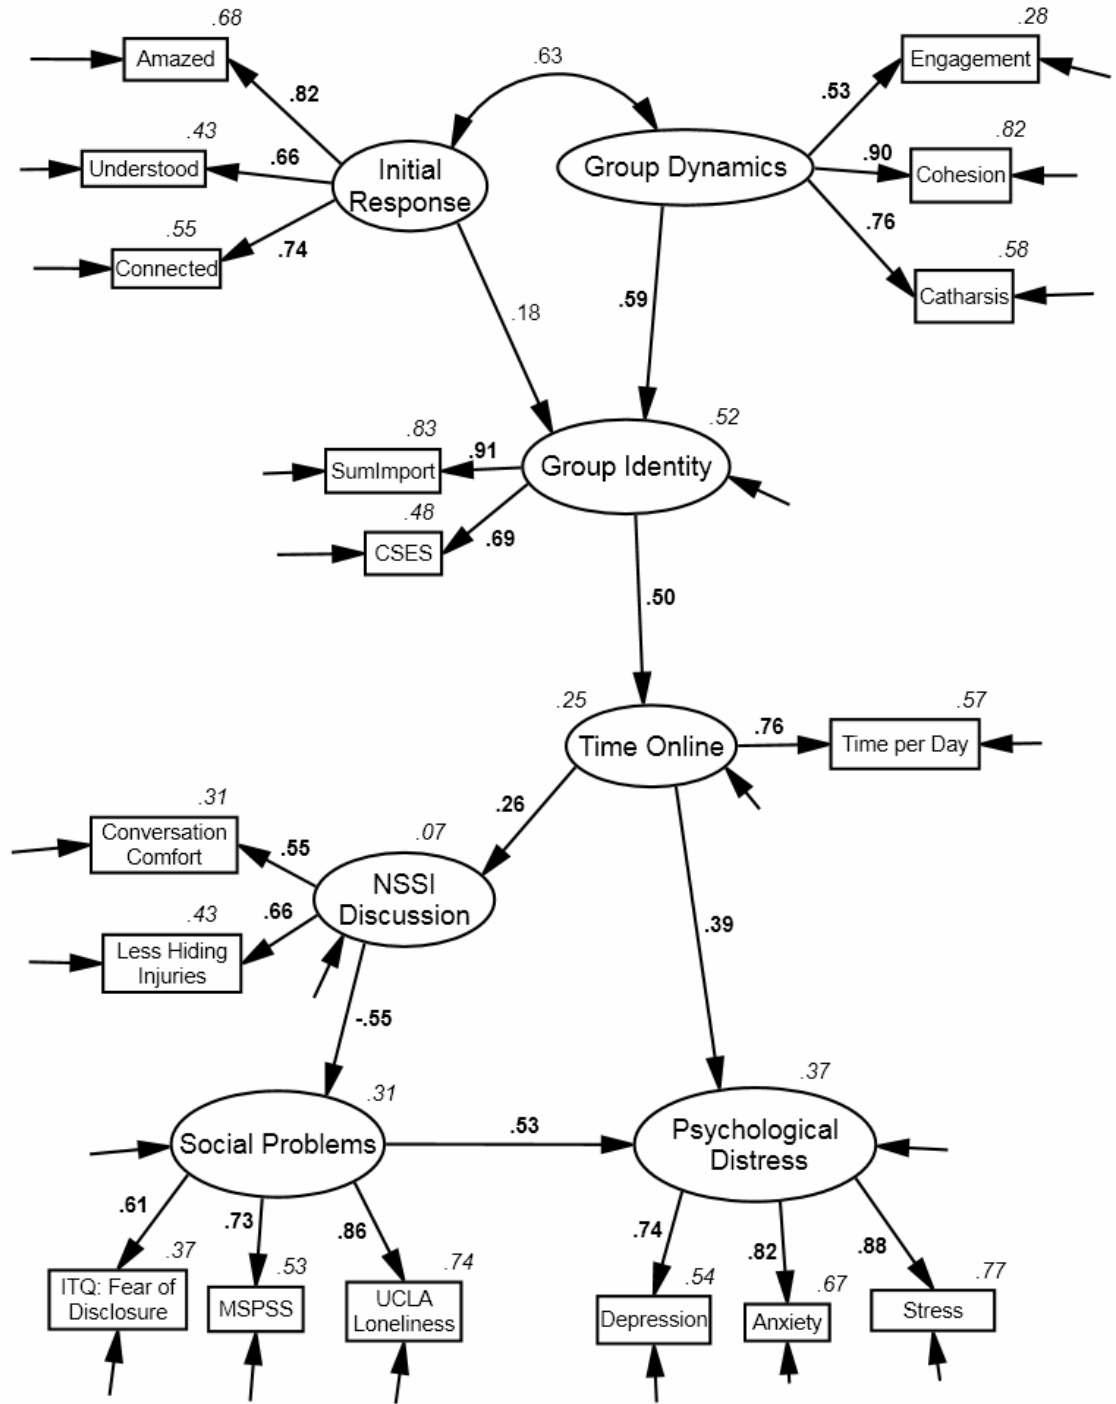 .68
Amazed
.82
.43
Understood
.66
.55
Connected
.74
Initial
Response
.63
Group Dynamics
.28
Engagement
.53
.82
Cohesion
.90
.58
Catharsis
.76
.18
.59
.52
Group Identity
.83
SumImport
.91
.48
CSES
.69
.50
.25
Time Online
.76
.57
Time per Day
.26
.39
.31
Conversation
Comfort
.55
.07
NSSI
Discussion
.43
Less Hiding
Injuries
.66
-.55
.31
Social Problems
.53
.37
Psychological
Distress
.61
.37
ITQ: Fear of
Disclosure
.73
.53
MSPSS
.86
.74
UCLA
Loneliness
.74
.54
Depression
.82
.67
Anxiety
.88
.77
Stress